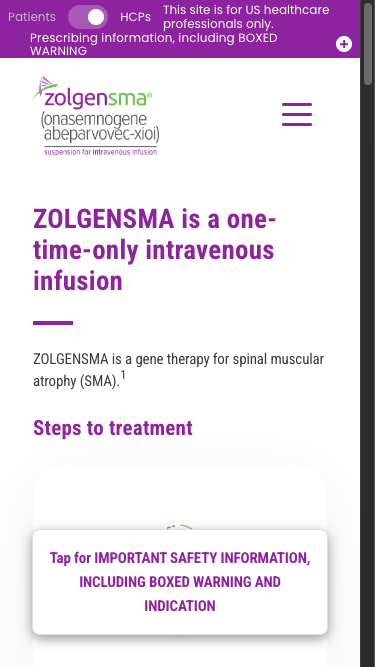 Patients HCPs This site is for US healthcare
professionals only.
Prescribing information, including BOXED
WARNING
zolgensma®
(onasemnogene
abeparvovec-xioi)
suspension for intravenous infusion
ZOLGENSMA is a one-
time-only intravenous
infusion
ZOLGENSMA is a gene therapy for spinal muscular
atrophy (SMA).1
Steps to treatment
Tap for IMPORTANT SAFETY INFORMATION,
INCLUDING BOXED WARNING AND
INDICATION